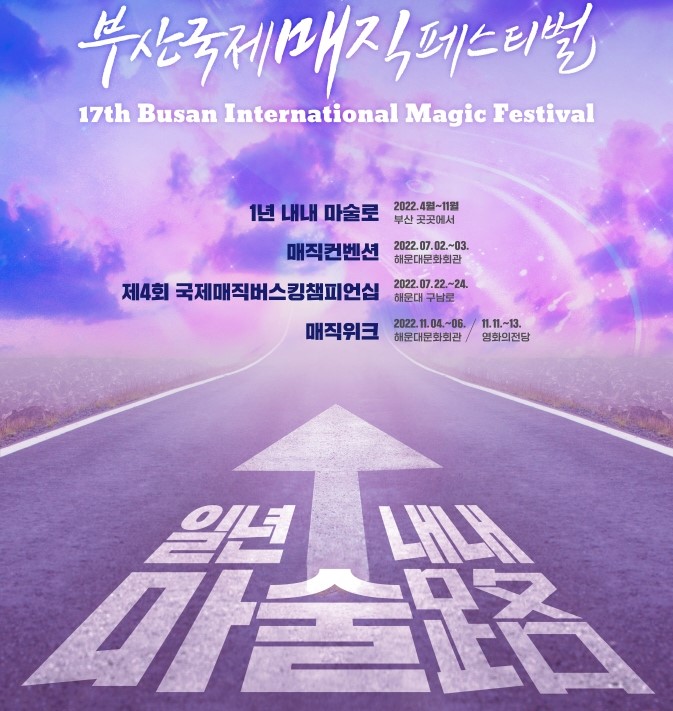 부산국제매직페스티벌
17th Busan International Magic Festival
1년 내내 마술로 2022.4월~11월
부산 곳곳에서
매직컨벤션 2022.07.02.~03.
해운대문화회관
제4회 국제매직버스킹챔피언십 2022.07.22.~24.
해운대 구남로
매직위크 2022.11.04.~06. / 11.11.~13.
해운대문화회관 / 영화의전당
일년 내내
마술路